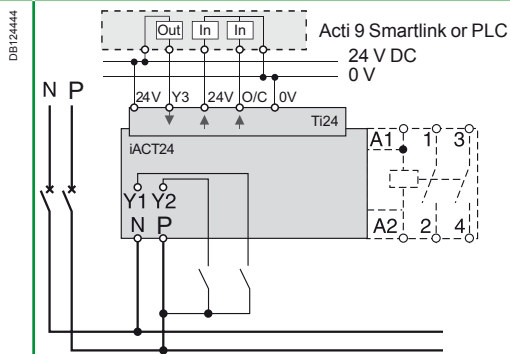 DB124444
Out In In Acti 9 Smartlink or PLC
24 V DC
0 V
N P
24V Y3 24V O/C 0V
Ti24
iACT24
A1 1 3
Y1 Y2
N P
A2 2 4